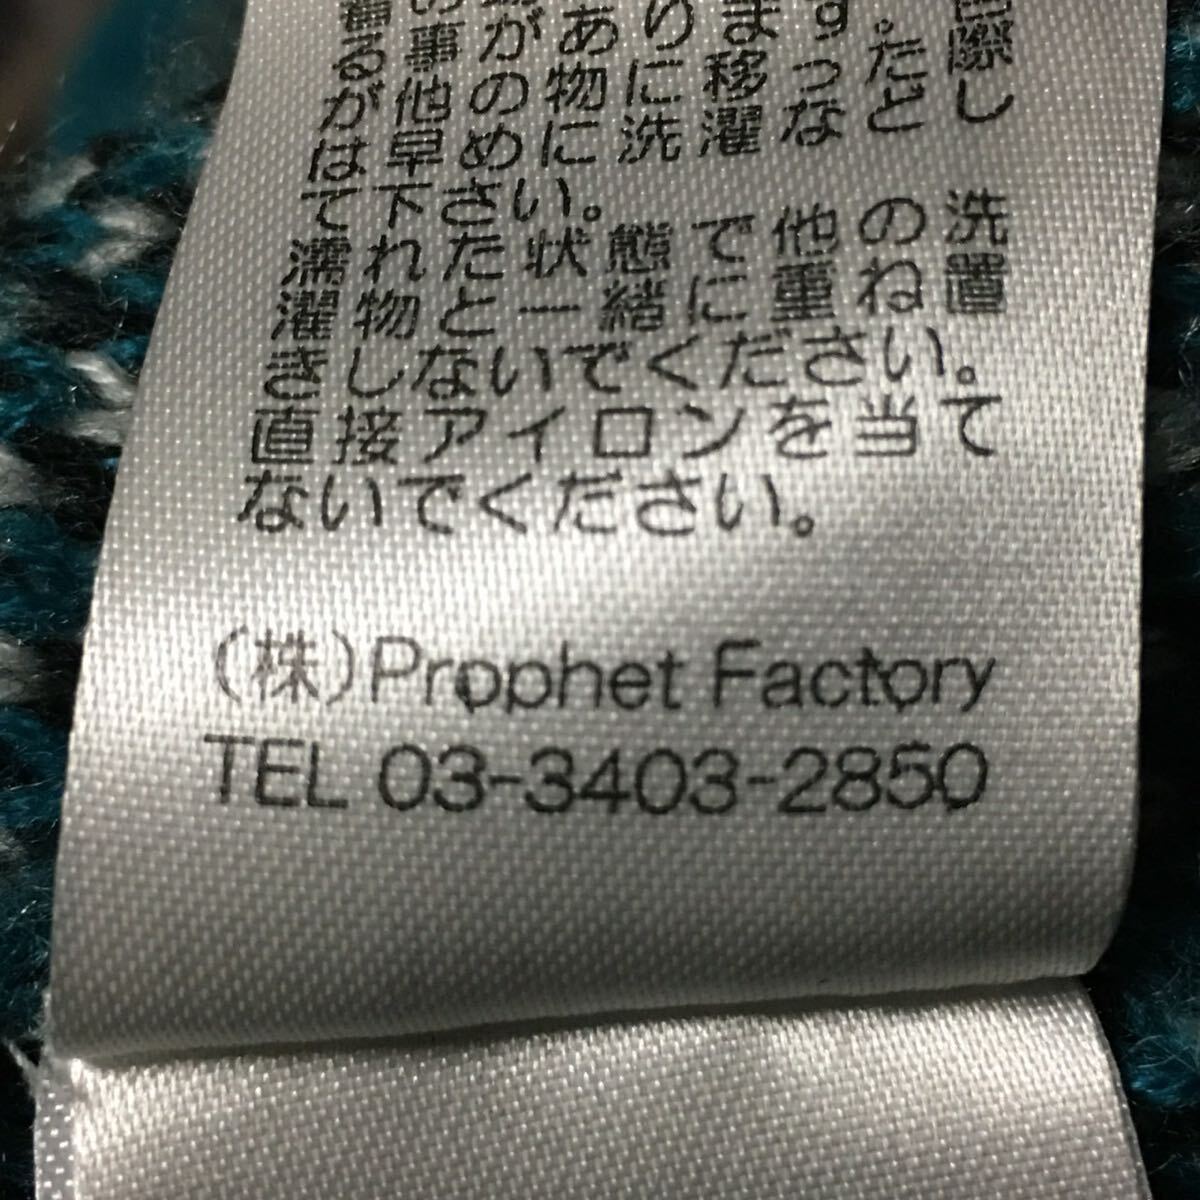 事があります。
他の物に移った
が早めに洗濯など
は
て下さい。
濡れた状態で他の洗
濯物と一緒に重ね置
きしないでください。
直接アイロンを当て
ないでください。
(株)Prophet Factory
TEL 03-3403-2850